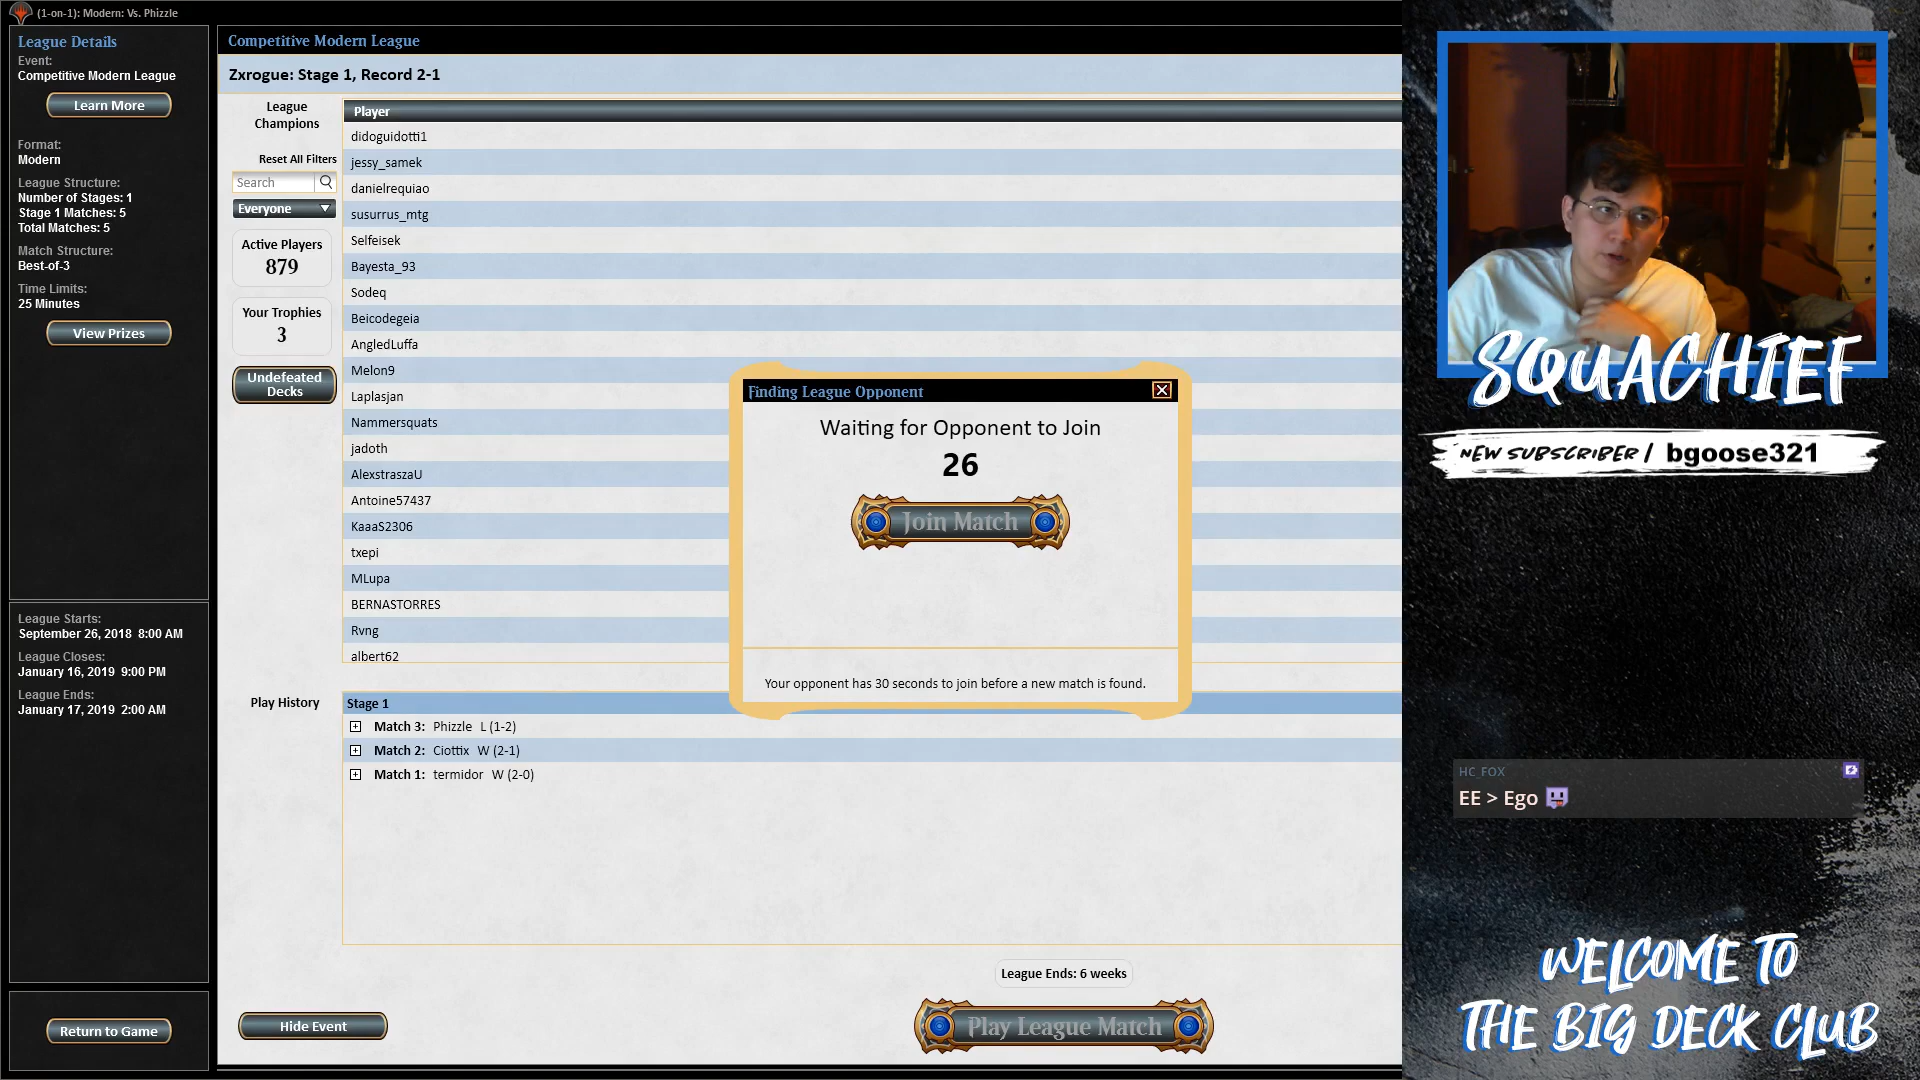 (1-on-1): Modern: Vs. Phizzle
League Details
Event:
Competitive Modern League
Learn More
Format:
Modern
League Structure:
Number of Stages: 1
Stage 1 Matches: 5
Total Matches: 5
Match Structure:
Best-of-3
Time Limits:
25 Minutes
View Prizes
League Starts:
September 26, 2018 8:00 AM
League Closes:
January 16, 2019 9:00 PM
League Ends:
January 17, 2019 2:00 AM
Return to Game
Competitive Modern League
Zxrogue: Stage 1, Record 2-1
League
Champions
Reset All Filters
Search
Everyone
Active Players
879
Your Trophies
3
Undefeated
Decks
Player
didoguidotti1
jessy_samek
danielrequiao
susurrus_mtg
Selfeisek
Bayesta_93
Sodeq
Beicodegeia
AngledLuffa
Melon9
Laplasjan
Nammersquats
jadoth
AlexstraszaU
Antoine57437
KaaaS2306
txepi
MLupa
BERNASTORRES
Rvng
albert62
Finding League Opponent
Waiting for Opponent to Join
26
Join Match
Your opponent has 30 seconds to join before a new match is found.
Play History
Stage 1
Match 3: Phizzle L (1-2)
Match 2: Ciottix W (2-1)
Match 1: termidor W (2-0)
League Ends: 6 weeks
Hide Event
Play League Match
SQUACHIEF
NEW SUBSCRIBER / bgoose321
HC_FOX
EE > Ego
WELCOME TO
THE BIG DECK CLUB